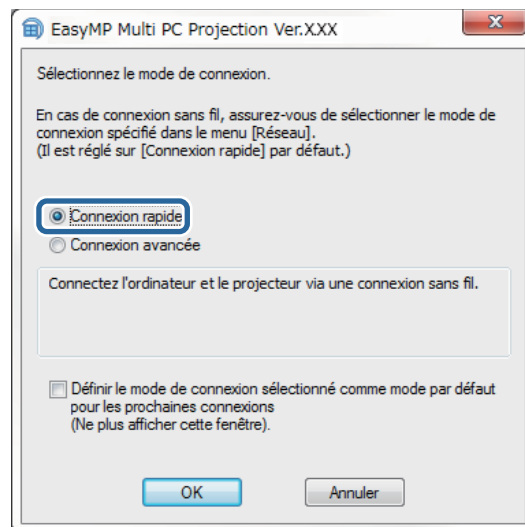 EasyMP Multi PC Projection Ver.XXX
Sélectionnez le mode de connexion.
En cas de connexion sans fil, assurez-vous de sélectionner le mode de
connexion spécifié dans le menu [Réseau].
(Il est réglé sur [Connexion rapide] par défaut.)
Connexion rapide
Connexion avancée
Connectez l'ordinateur et le projecteur via une connexion sans fil.
Définir le mode de connexion sélectionné comme mode par défaut
pour les prochaines connexions
(Ne plus afficher cette fenêtre).
OK Annuler